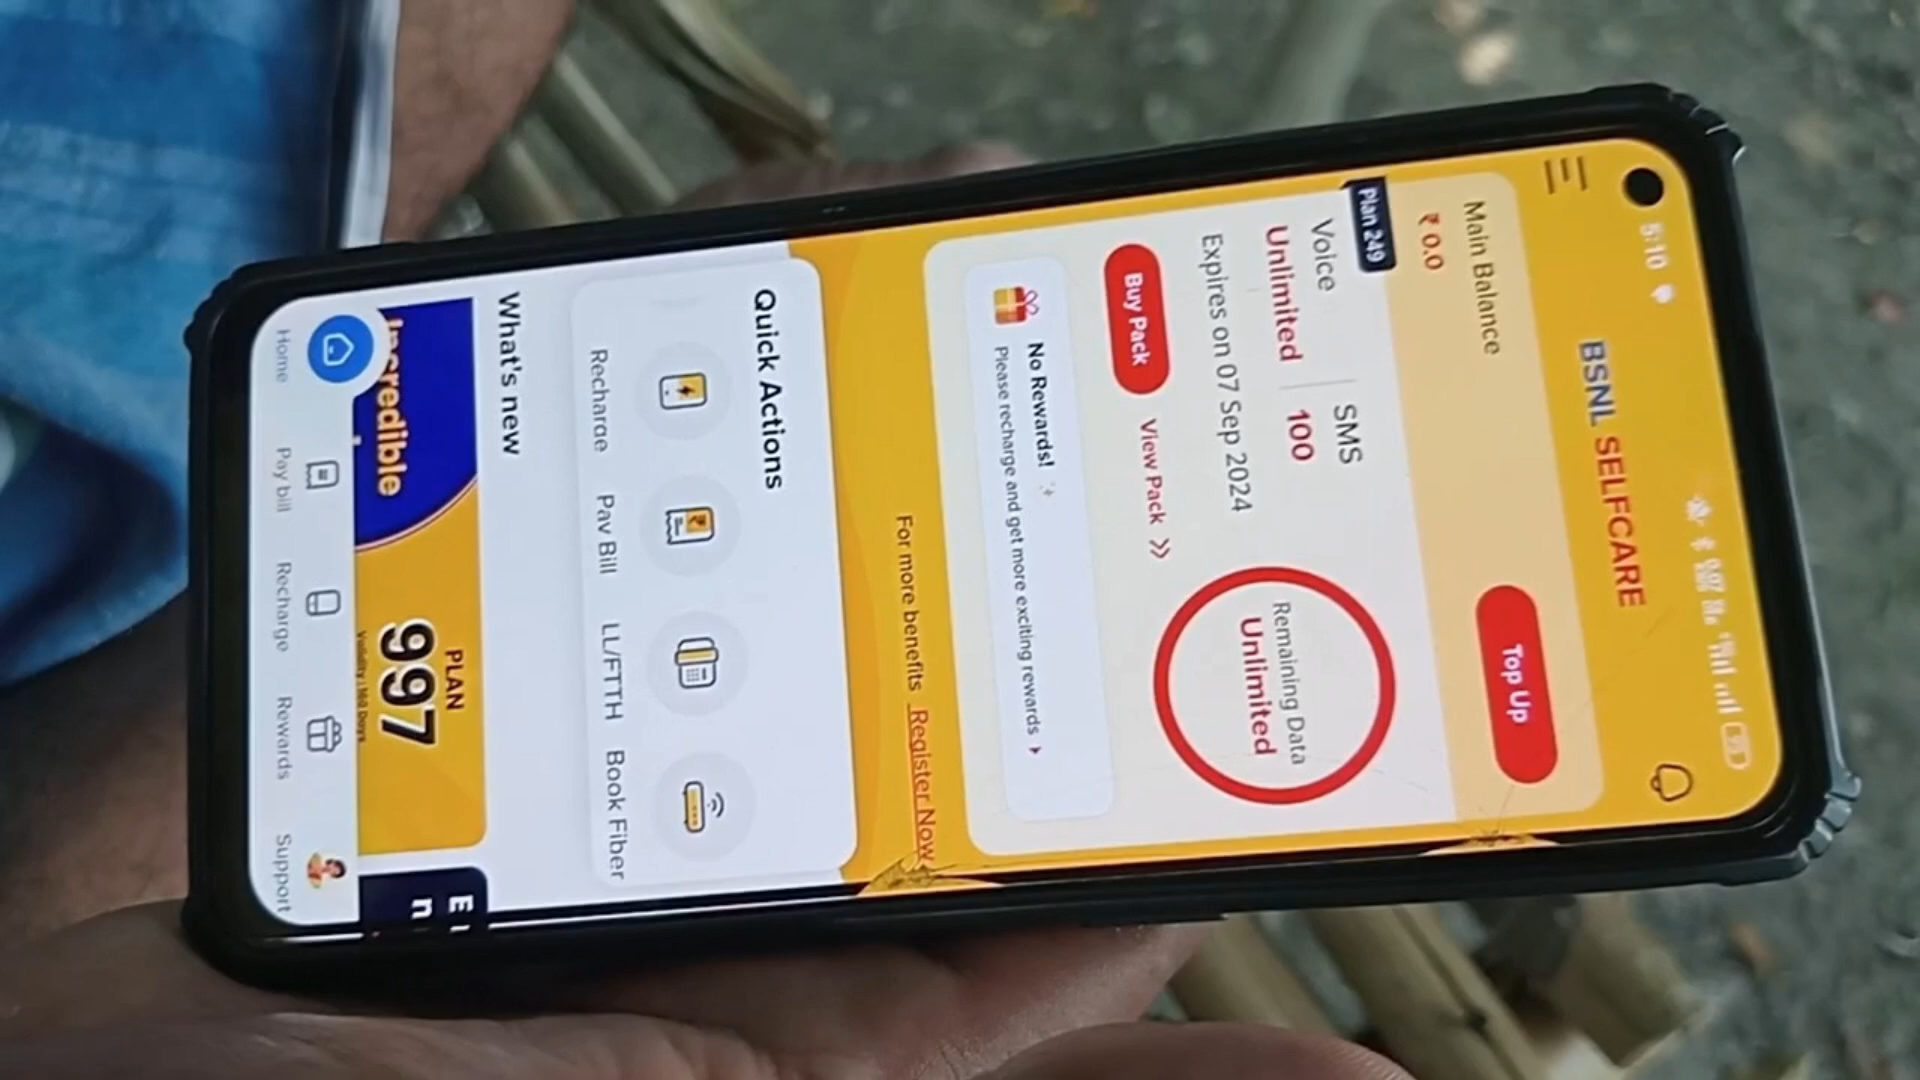 5:10
BSNL SELFCARE
Main Balance
₹ 0.0
Top Up
Plan 249
Voice
SMS
Unlimited
100
Expires on 07 Sep 2024
Remaining Data
Unlimited
Buy Pack
View Pack
No Rewards!
Please recharge and get more exciting rewards
For more benefits Register Now
Quick Actions
Recharge
Pay Bill
LL/FTTH
Book Fiber
What's new
Incredible
PLAN
997
Home
Pay bill
Recharge
Rewards
Support